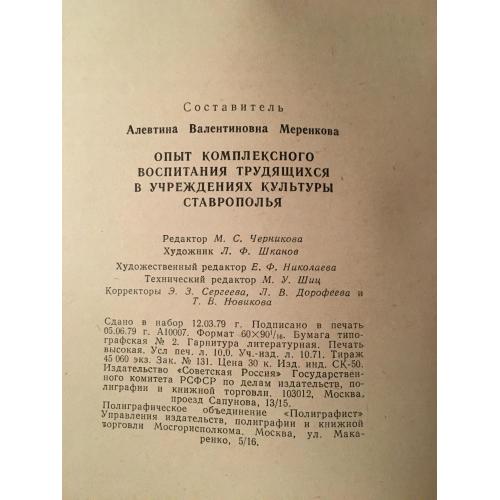 Составитель
Алевтина Валентиновна Меренкова
ОПЫТ КОМПЛЕКСНОГО
ВОСПИТАНИЯ ТРУДЯЩИХСЯ
В УЧРЕЖДЕНИЯХ КУЛЬТУРЫ
СТАВРОПОЛЬЯ
Редактор М. С. Черникова
Художник Л. Ф. Шканов
Художественный редактор Е. Ф. Николаева
Технический редактор М. У. Шиц
Корректоры Э. З. Сергеева, Л. В. Дорофеева и
Т. В. Новикова
Сдано в набор 12.03.79 г. Подписано в печать
05.06.79 г. А10007. Формат 60×90¹/₁₆. Бумага типо-
графская № 2. Гарнитура литературная. Печать
высокая. Усл печ. л. 10,0. Уч.-изд. л. 10.71. Тираж
45 060 экз. Зак. № 131. Цена 30 к. Изд. инд. СК-50.
Издательство «Советская Россия» Государствен-
ного комитета РСФСР по делам издательств, по-
лиграфии и книжной торговли. 103012, Москва,
проезд Сапунова, 13/15.
Полиграфическое объединение «Полиграфист»
Управления издательств, полиграфии и книжной
торговли Мосгорисполкома. Москва, ул. Мака-
ренко, 5/16.